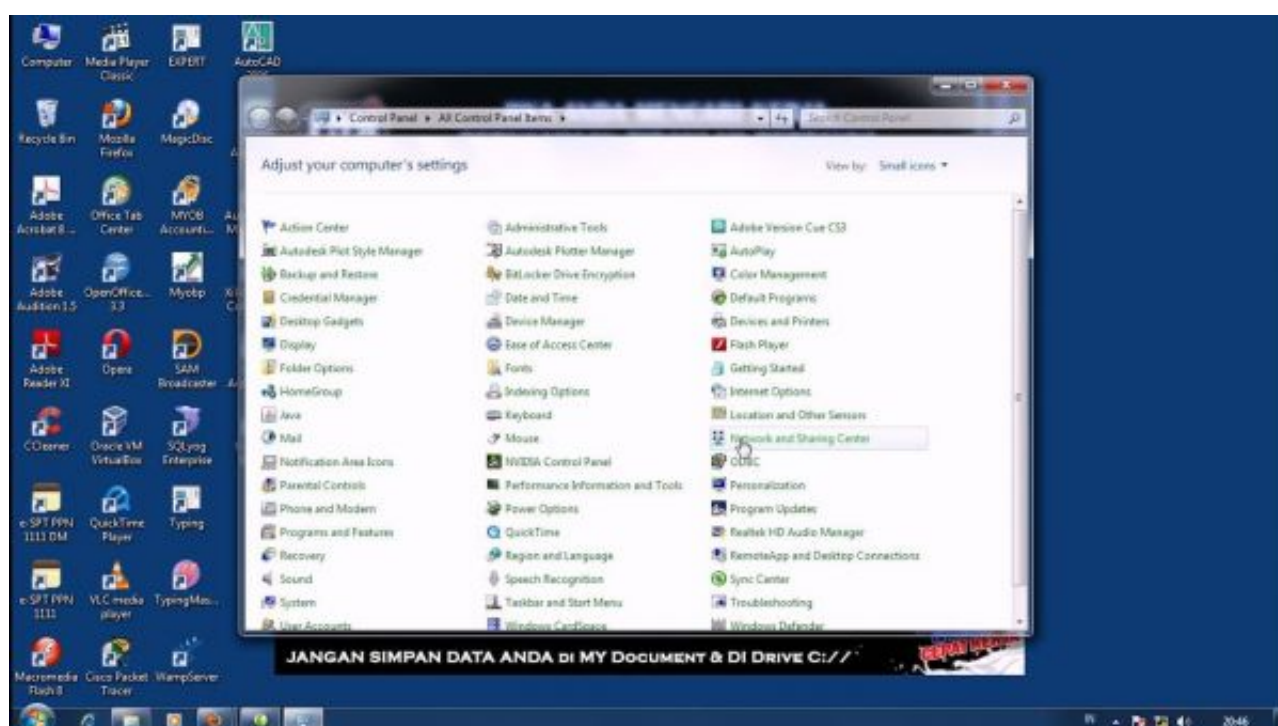 Computer
Media Player Classic
EXPERT
AutoCAD
Recycle Bin
Mozilla Firefox
MagicDisc
Adobe Acrobat 8 ...
Office Tab Center
MYOB Accounti...
Adobe Audition 1.5
OpenOffice... 3.3
Myobp
Adobe Reader XI
Opera
SAM Broadcaster
CCleaner
Oracle VM VirtualBox
SQLyog Enterprise
e-SPT PPN 1111 DM
QuickTime Player
Typing
e-SPT PPN 1111
VLC media player
TypingMas...
Macromedia Flash 8
Cisco Packet Tracer
WampServer
Control Panel
All Control Panel Items
Search Control Panel
Adjust your computer's settings
View by: Small icons
Action Center
Administrative Tools
Adobe Version Cue CS3
Autodesk Plot Style Manager
Autodesk Plotter Manager
AutoPlay
Backup and Restore
BitLocker Drive Encryption
Color Management
Credential Manager
Date and Time
Default Programs
Desktop Gadgets
Device Manager
Devices and Printers
Display
Ease of Access Center
Flash Player
Folder Options
Fonts
Getting Started
HomeGroup
Indexing Options
Internet Options
Java
Keyboard
Location and Other Sensors
Mail
Mouse
Network and Sharing Center
Notification Area Icons
NVIDIA Control Panel
ODBC
Parental Controls
Performance Information and Tools
Personalization
Phone and Modem
Power Options
Program Updates
Programs and Features
QuickTime
Realtek HD Audio Manager
Recovery
Region and Language
RemoteApp and Desktop Connections
Sound
Speech Recognition
Sync Center
System
Taskbar and Start Menu
Troubleshooting
User Accounts
Windows CardSpace
Windows Defender
JANGAN SIMPAN DATA ANDA DI MY DOCUMENT & DI DRIVE C://
20:46